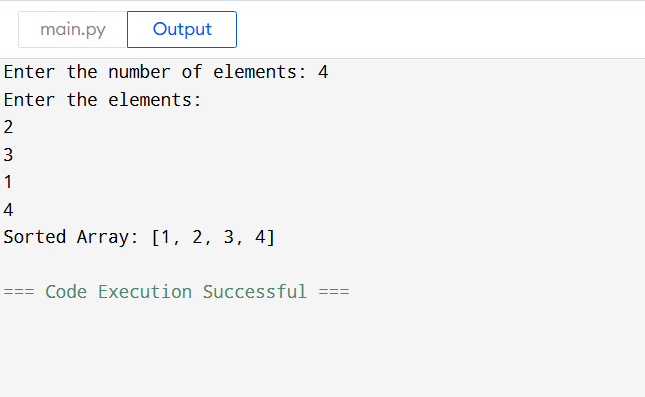 main.py Output
Enter the number of elements: 4
Enter the elements:
2
3
1
4
Sorted Array: [1, 2, 3, 4]
=== Code Execution Successful ===